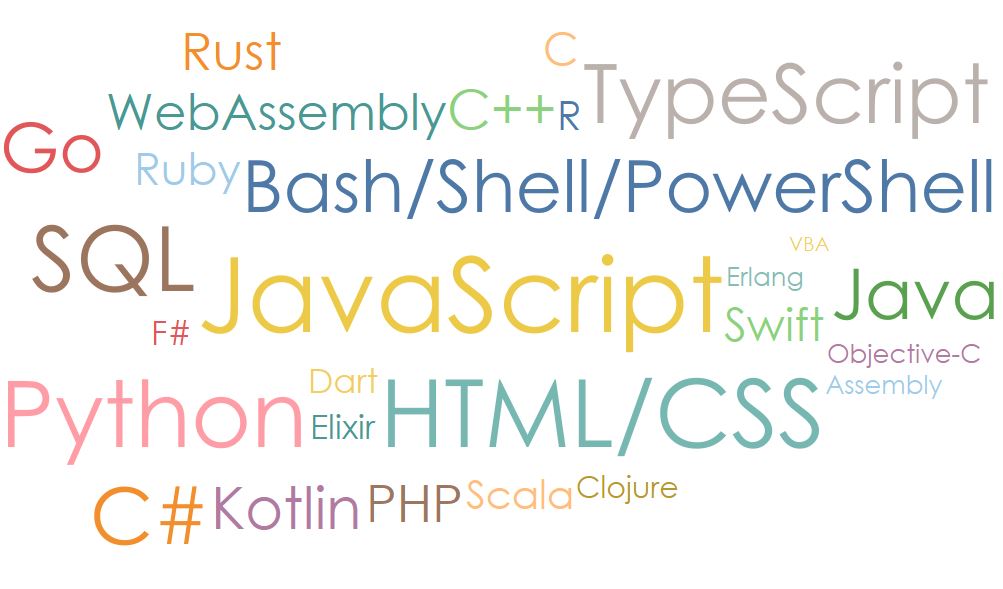 Rust
C
TypeScript
WebAssembly
C++
R
Go
Ruby
Bash/Shell/PowerShell
SQL
VBA
JavaScript
Erlang
Java
Swift
F#
Objective-C
Python
Dart
HTML/CSS
Assembly
Elixir
C#
Kotlin
PHP
Scala
Clojure